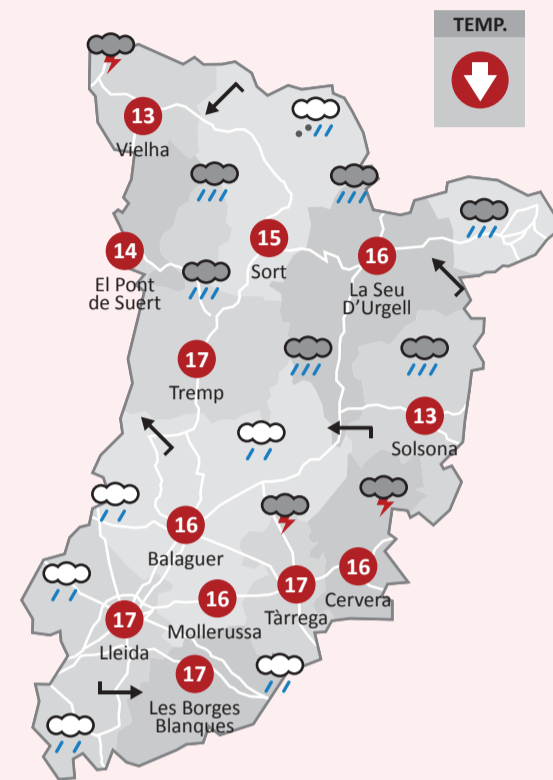 TEMP.
13
Vielha
14
El Pont
de Suert
15
Sort
16
La Seu
D'Urgell
17
Tremp
13
Solsona
16
Balaguer
16
Mollerussa
17
Tàrrega
16
Cervera
17
Lleida
17
Les Borges
Blanques